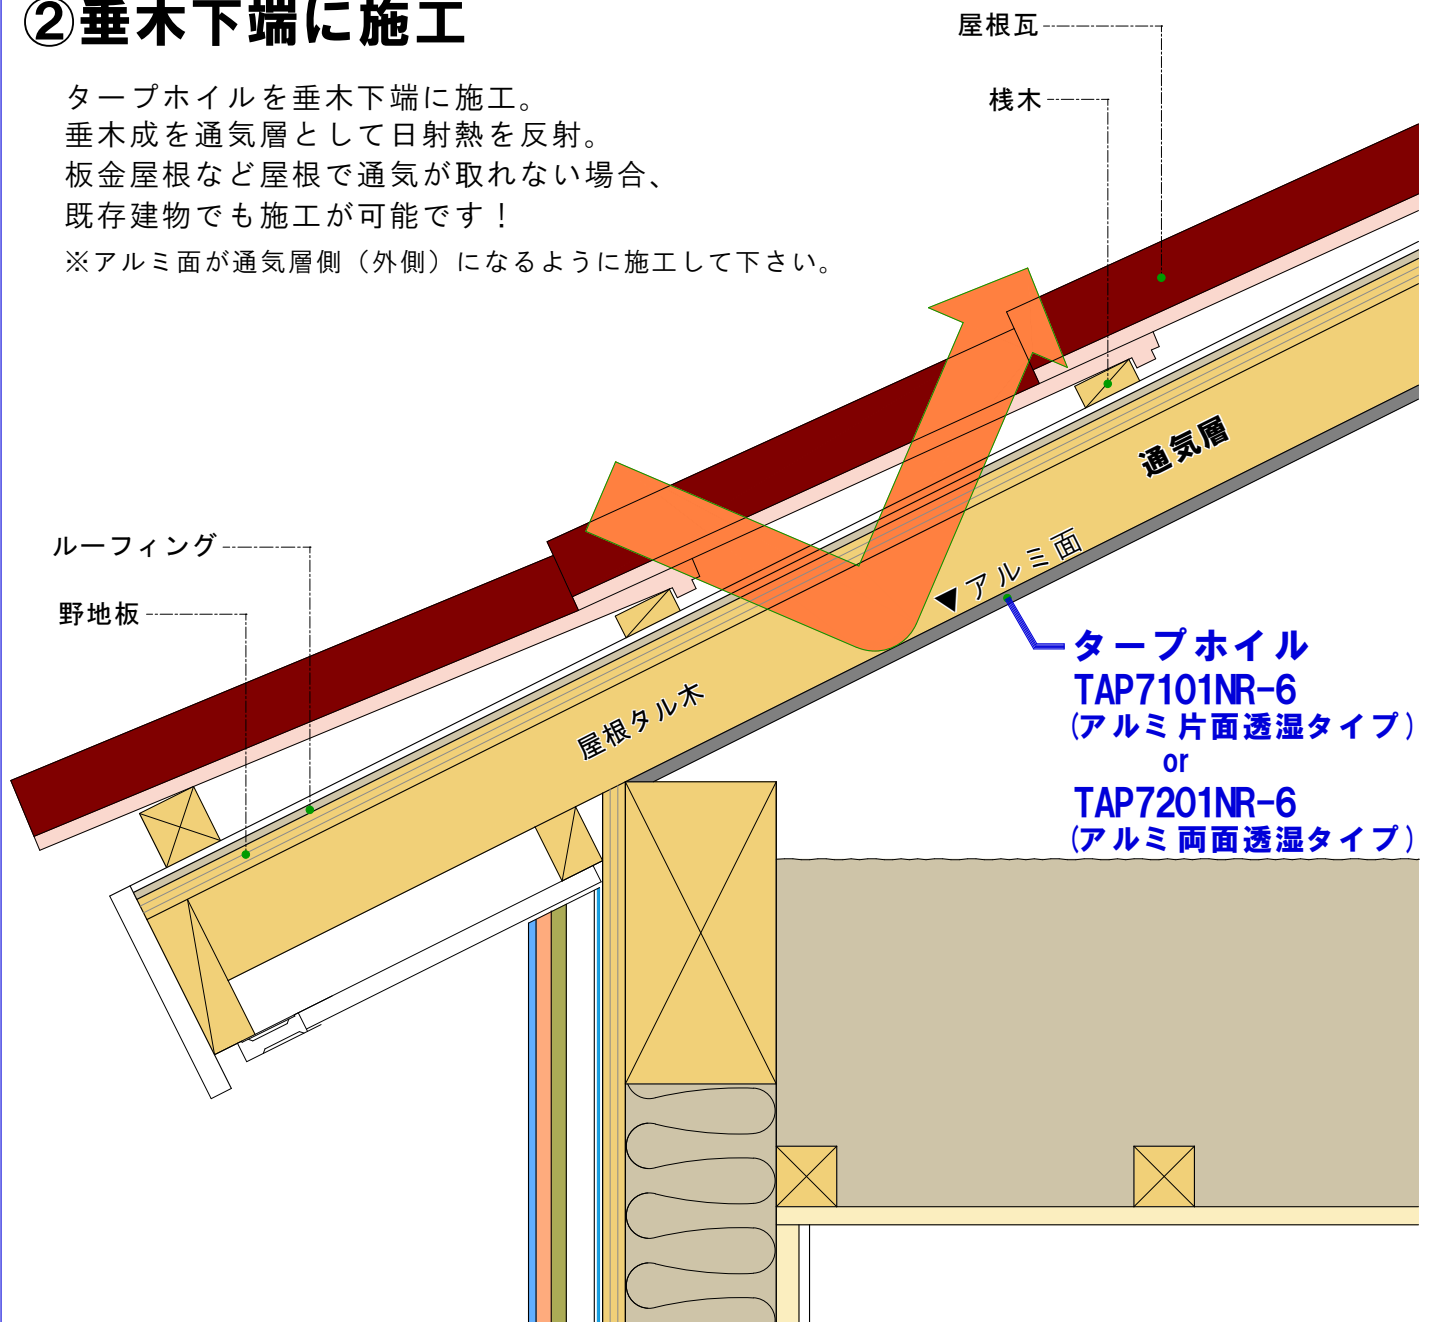 ②垂木下端に施工
タープホイルを垂木下端に施工。
垂木成を通気層として日射熱を反射。
板金屋根など屋根で通気が取れない場合、
既存建物でも施工が可能です！
※アルミ面が通気層側（外側）になるように施工して下さい。
屋根瓦
桟木
通気層
ルーフィング
野地板
▼アルミ面
屋根タル木
タープホイル
TAP7101NR-6
(アルミ片面透湿タイプ)
or
TAP7201NR-6
(アルミ両面透湿タイプ)